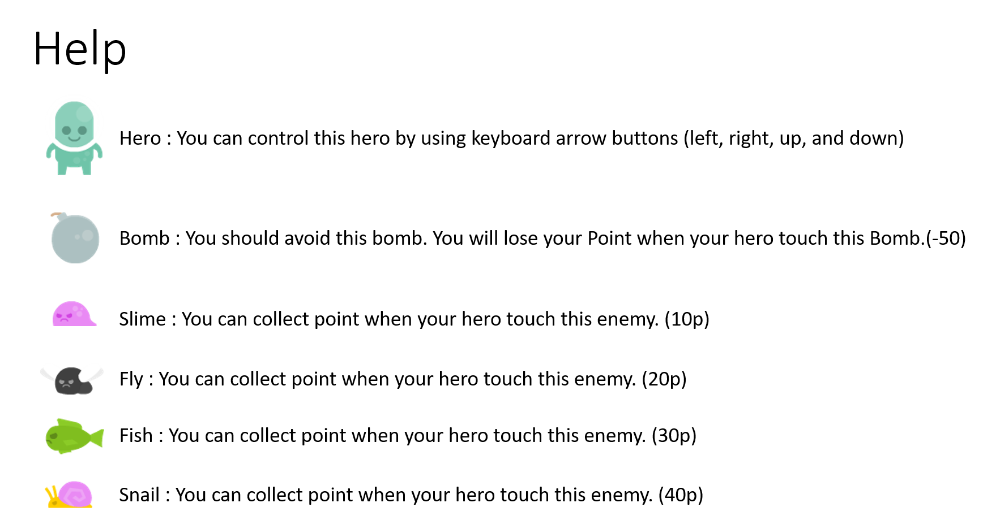 Help
Hero : You can control this hero by using keyboard arrow buttons (left, right, up, and down)
Bomb : You should avoid this bomb. You will lose your Point when your hero touch this Bomb.(-50)
Slime : You can collect point when your hero touch this enemy. (10p)
Fly : You can collect point when your hero touch this enemy. (20p)
Fish : You can collect point when your hero touch this enemy. (30p)
Snail : You can collect point when your hero touch this enemy. (40p)